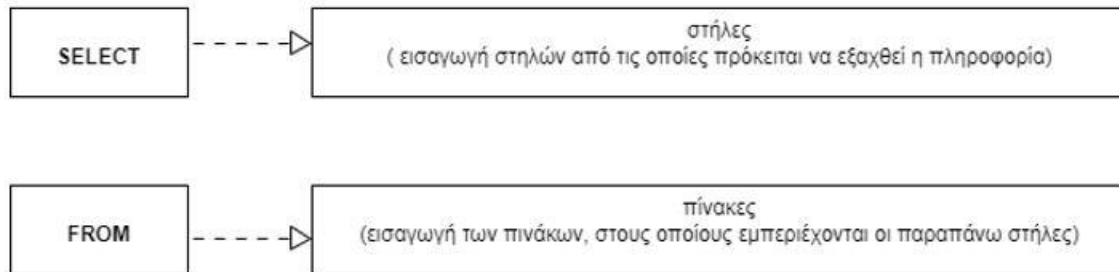 SELECT
στήλες
( εισαγωγή στηλών από τις οποίες πρόκειται να εξαχθεί η πληροφορία)
FROM
πίνακες
(εισαγωγή των πινάκων, στους οποίους εμπεριέχονται οι παραπάνω στήλες)